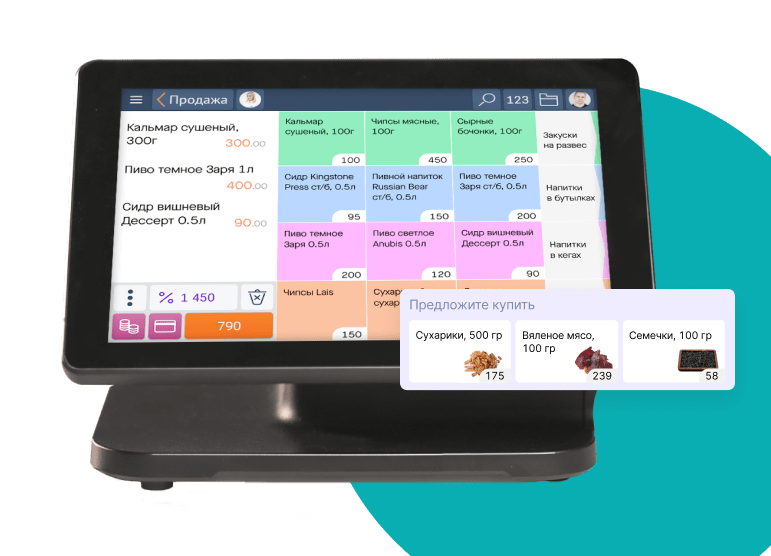 Продажа
123
Кальмар сушеный,
300г
300.00
Пиво темное Заря 1л
400.00
Сидр вишневый
Дессерт 0.5л
90.00
% 1 450
790
Кальмар
сушеный, 100г
100
Чипсы мясные,
100г
450
Сырные
бочонки, 100г
250
Закуски
на развес
Сидр Kingstone
Press ст/б, 0.5л
95
Пивной напиток
Russian Bear
ст/б, 0.5л
150
Пиво темное
Заря ст/б, 0.5л
200
Напитки
в бутылках
Пиво темное
Заря 0.5л
200
Пиво светлое
Anubis 0.5л
120
Сидр вишневый
Дессерт 0.5л
90
Напитки
в кегах
Чипсы Lais
150
Предложите купить
Сухарики, 500 гр
175
Вяленое мясо,
100 гр
239
Семечки, 100 гр
58